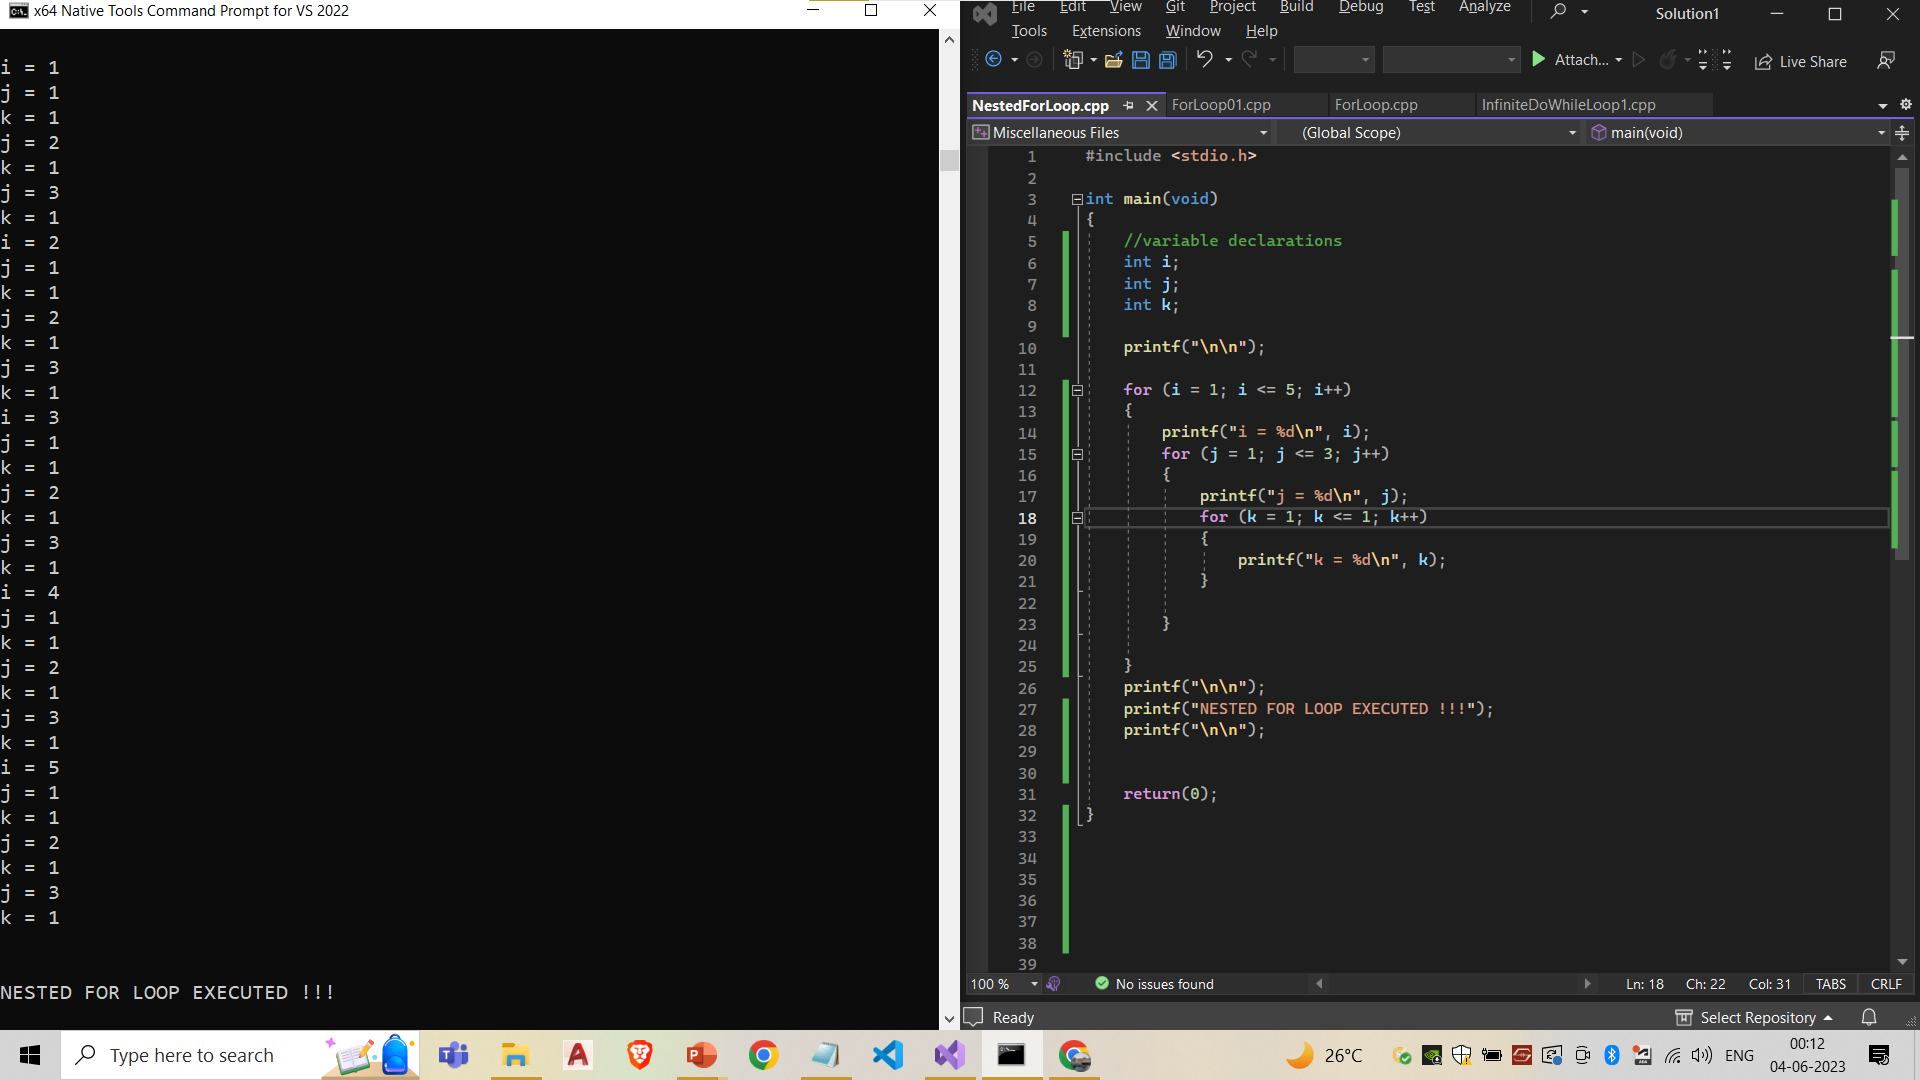 x64 Native Tools Command Prompt for VS 2022
i = 1
j = 1
k = 1
j = 2
k = 1
j = 3
k = 1
i = 2
j = 1
k = 1
j = 2
k = 1
j = 3
k = 1
i = 3
j = 1
k = 1
j = 2
k = 1
j = 3
k = 1
i = 4
j = 1
k = 1
j = 2
k = 1
j = 3
k = 1
i = 5
j = 1
k = 1
j = 2
k = 1
j = 3
k = 1
NESTED FOR LOOP EXECUTED !!!
File Edit View Git Project Build Debug Test Analyze Solution1
Tools Extensions Window Help
Attach... Live Share
NestedForLoop.cpp ForLoop01.cpp ForLoop.cpp InfiniteDoWhileLoop1.cpp
Miscellaneous Files (Global Scope) main(void)
1 #include <stdio.h>
2
3 int main(void)
4 {
5 //variable declarations
6 int i;
7 int j;
8 int k;
9
10 printf("\n\n");
11
12 for (i = 1; i <= 5; i++)
13 {
14 printf("i = %d\n", i);
15 for (j = 1; j <= 3; j++)
16 {
17 printf("j = %d\n", j);
18 for (k = 1; k <= 1; k++)
19 {
20 printf("k = %d\n", k);
21 }
22
23 }
24
25 }
26 printf("\n\n");
27 printf("NESTED FOR LOOP EXECUTED !!!");
28 printf("\n\n");
29
30
31 return(0);
32 }
33
34
35
36
37
38
39
100 % No issues found Ln: 18 Ch: 22 Col: 31 TABS CRLF
Ready Select Repository
Type here to search 26°C ENG 00:12
04-06-2023